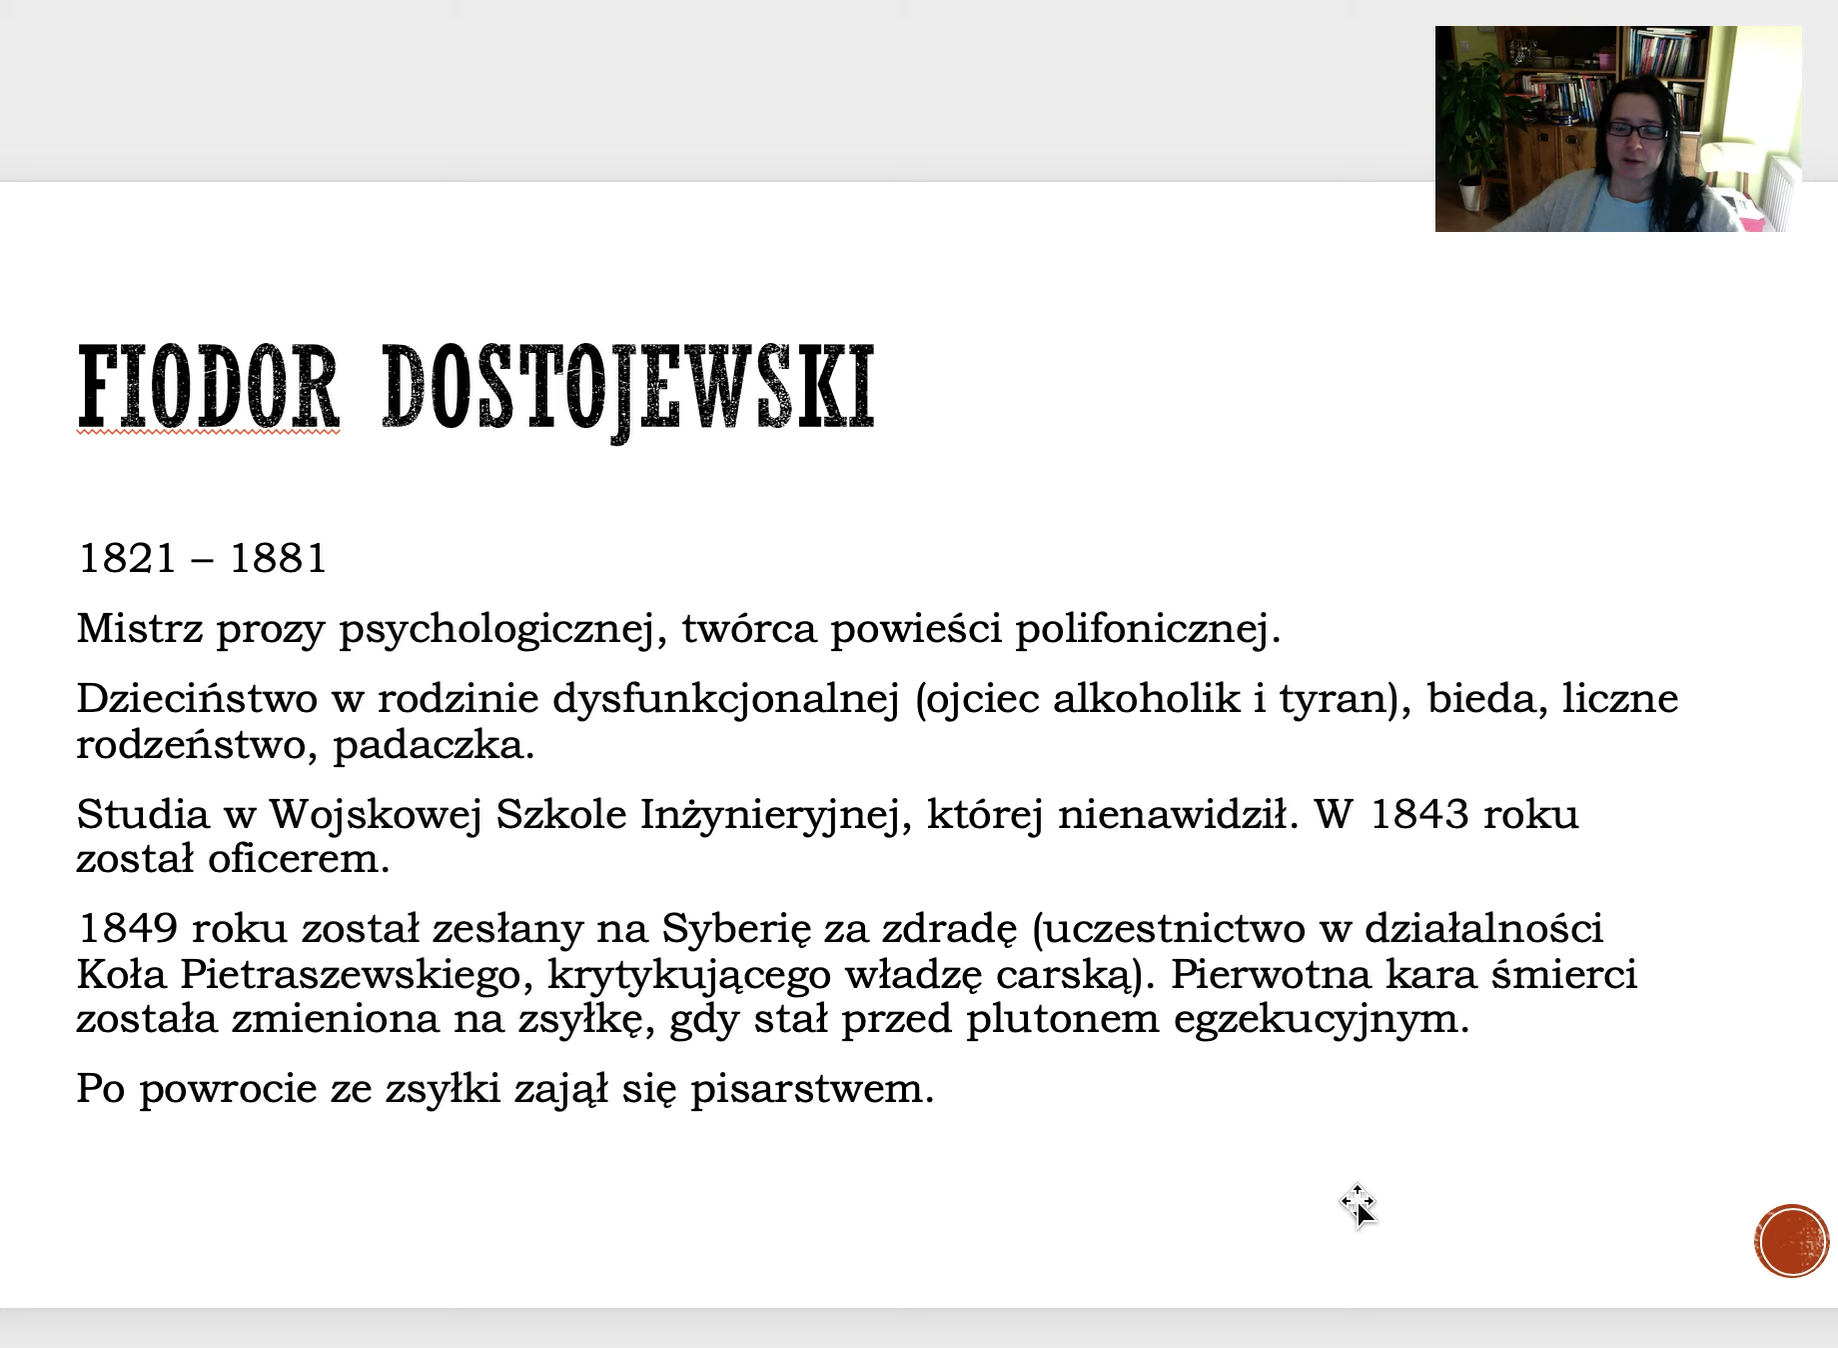 FIODOR DOSTOJEWSKI
1821 – 1881
Mistrz prozy psychologicznej, twórca powieści polifonicznej.
Dzieciństwo w rodzinie dysfunkcjonalnej (ojciec alkoholik i tyran), bieda, liczne
rodzeństwo, padaczka.
Studia w Wojskowej Szkole Inżynieryjnej, której nienawidził. W 1843 roku
został oficerem.
1849 roku został zesłany na Syberię za zdradę (uczestnictwo w działalności
Koła Pietraszewskiego, krytykującego władzę carską). Pierwotna kara śmierci
została zmieniona na zsyłkę, gdy stał przed plutonem egzekucyjnym.
Po powrocie ze zsyłki zajął się pisarstwem.